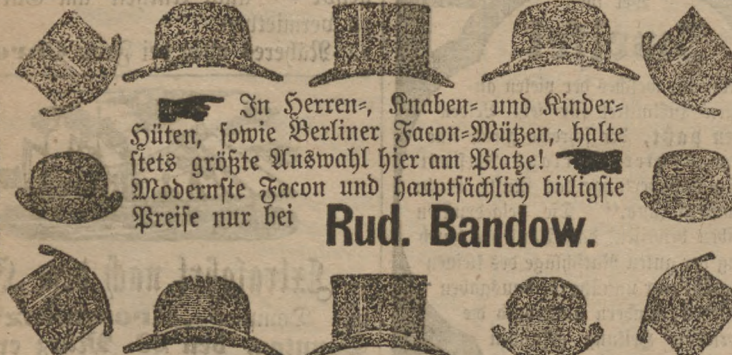 In Herren-, Knaben- und Kinder-
Hüten, sowie Berliner Facon-Mützen, halte
stets größte Auswahl hier am Platze!
Modernste Facon und hauptsächlich billigste
Preise nur bei Rud. Bandow.